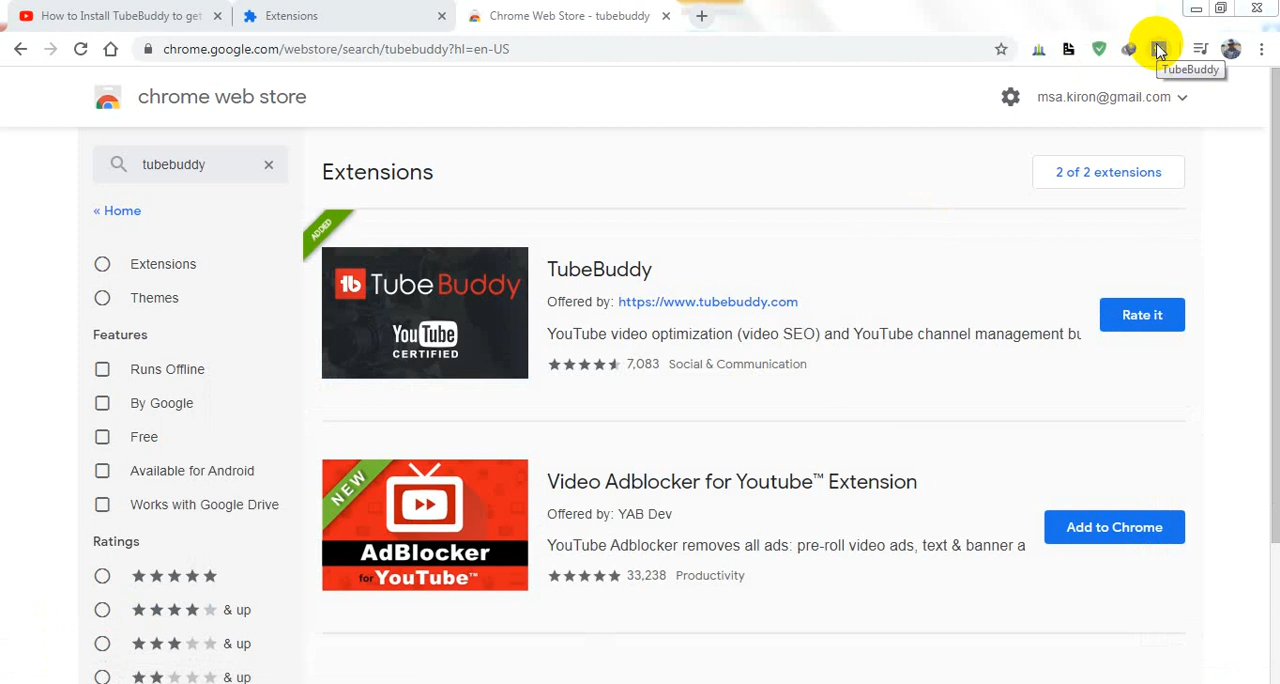 How to Install TubeBuddy to get
Extensions
Chrome Web Store - tubebuddy
chrome.google.com/webstore/search/tubebuddy?hl=en-US
TubeBuddy
chrome web store
msa.kiron@gmail.com
tubebuddy
Extensions
2 of 2 extensions
« Home
Extensions
Themes
Features
Runs Offline
By Google
Free
Available for Android
Works with Google Drive
Ratings
& up
& up
& up
ADDED
tb TubeBuddy
YouTube
CERTIFIED
TubeBuddy
Offered by: https://www.tubebuddy.com
YouTube video optimization (video SEO) and YouTube channel management bu
7,083 Social & Communication
Rate it
NEW
AdBlocker
for YouTube™
Video Adblocker for Youtube™ Extension
Offered by: YAB Dev
YouTube Adblocker removes all ads: pre-roll video ads, text & banner a
33,238 Productivity
Add to Chrome